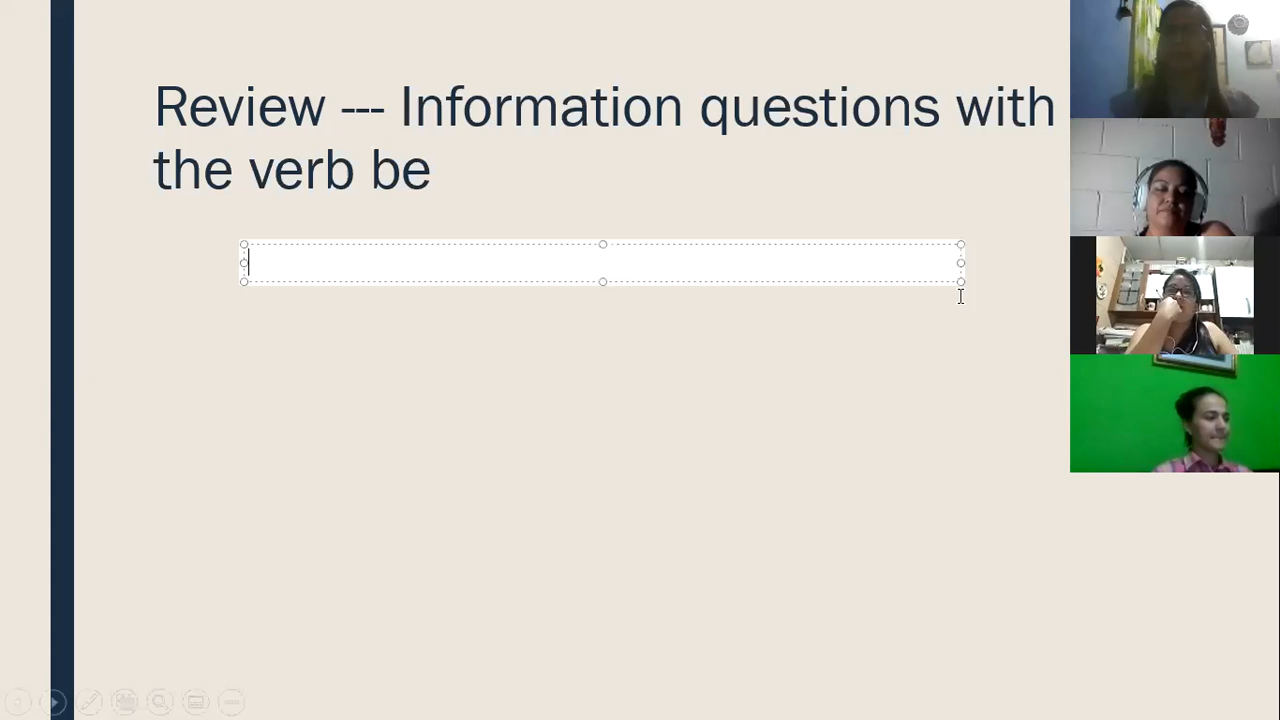 Review --- Information questions with
the verb be